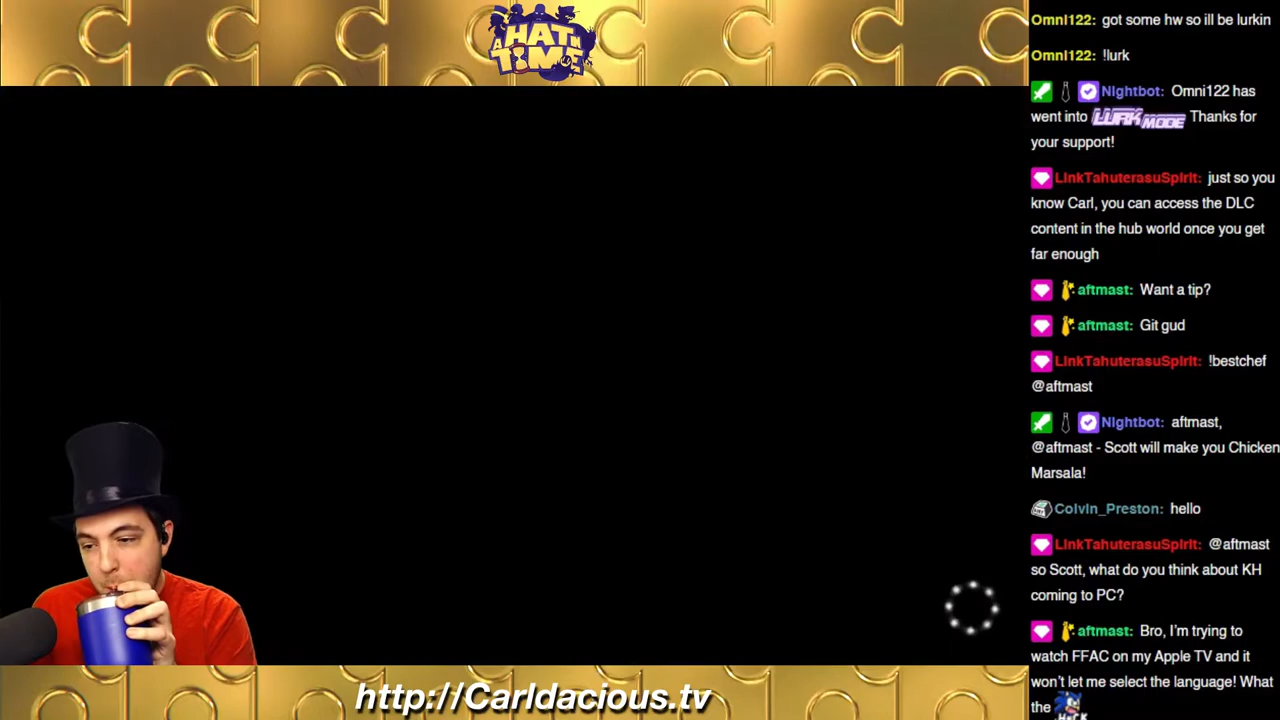 A HAT IN
TIME
Omni122: got some hw so ill be lurkin
Omni122: !lurk
Nightbot: Omni122 has
went into LURK MODE Thanks for
your support!
LinkTahuterasuSpirit: just so you
know Carl, you can access the DLC
content in the hub world once you get
far enough
aftmast: Want a tip?
aftmast: Git gud
LinkTahuterasuSpirit: !bestchef
@aftmast
Nightbot: aftmast,
@aftmast - Scott will make you Chicken
Marsala!
Colvin_Preston: hello
LinkTahuterasuSpirit: @aftmast
so Scott, what do you think about KH
coming to PC?
aftmast: Bro, I'm trying to
watch FFAC on my Apple TV and it
won't let me select the language! What
the HECK
http://Carldacious.tv